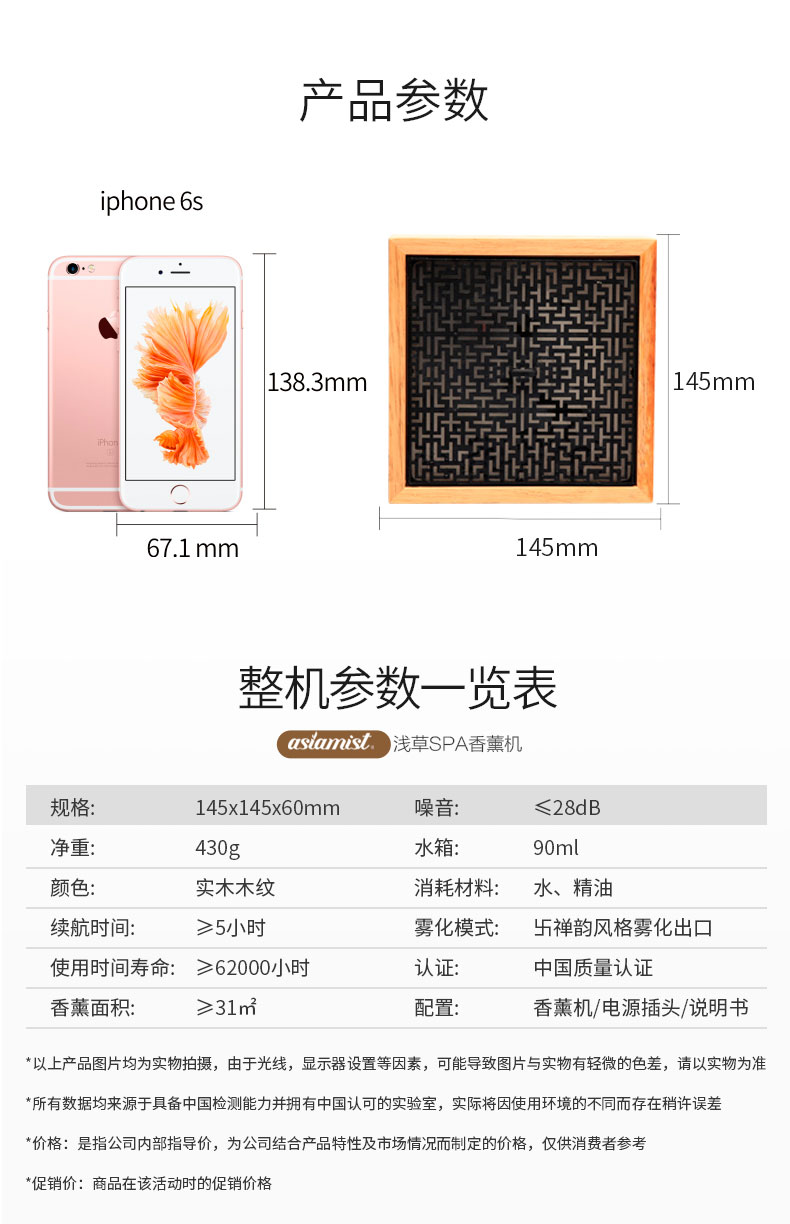 产品参数
iphone 6s
138.3mm
67.1 mm
145mm
145mm
整机参数一览表
asiamist 浅草SPA香薰机
规格: 145x145x60mm 噪音: ≤28dB
净重: 430g 水箱: 90ml
颜色: 实木木纹 消耗材料: 水、精油
续航时间: ≥5小时 雾化模式: 卐禅韵风格雾化出口
使用时间寿命: ≥62000小时 认证: 中国质量认证
香薰面积: ≥31㎡ 配置: 香薰机/电源插头/说明书
*以上产品图片均为实物拍摄，由于光线，显示器设置等因素，可能导致图片与实物有轻微的色差，请以实物为准
*所有数据均来源于具备中国检测能力并拥有中国认可的实验室，实际将因使用环境的不同而存在稍许误差
*价格：是指公司内部指导价，为公司结合产品特性及市场情况而制定的价格，仅供消费者参考
*促销价：商品在该活动时的促销价格